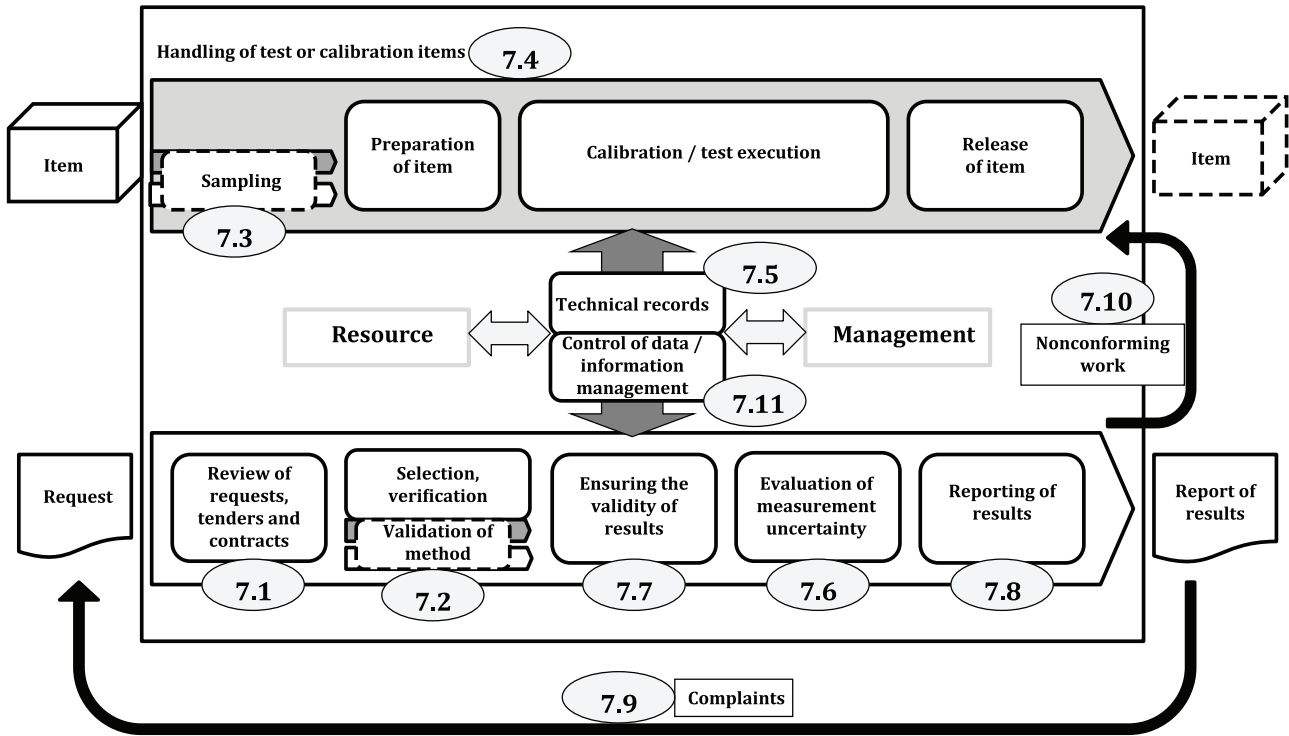 Handling of test or calibration items
7.4
Item
Sampling
7.3
Preparation
of item
Calibration / test execution
Release
of item
Item
7.5
Technical records
Resource
Management
Control of data /
information
management
7.11
7.10
Nonconforming
work
Request
Review of
requests,
tenders and
contracts
7.1
Selection,
verification
Validation of
method
7.2
Ensuring the
validity of
results
7.7
Evaluation of
measurement
uncertainty
7.6
Reporting of
results
7.8
Report of
results
7.9
Complaints